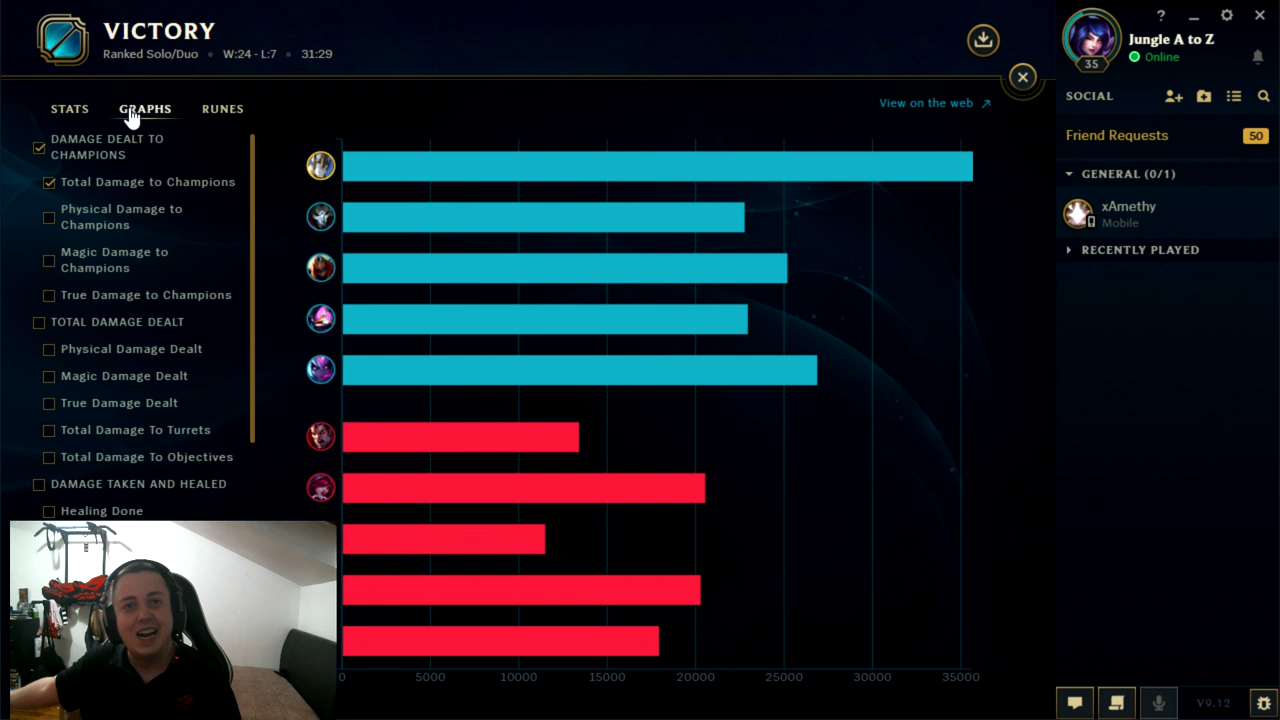 VICTORY
Ranked Solo/Duo • W:24 - L:7 • 31:29
STATS GRAPHS RUNES
View on the web
DAMAGE DEALT TO
CHAMPIONS
Total Damage to Champions
Physical Damage to
Champions
Magic Damage to
Champions
True Damage to Champions
TOTAL DAMAGE DEALT
Physical Damage Dealt
Magic Damage Dealt
True Damage Dealt
Total Damage To Turrets
Total Damage To Objectives
DAMAGE TAKEN AND HEALED
Healing Done
0 5000 10000 15000 20000 25000 30000 35000
?
Jungle A to Z
35
Online
SOCIAL
Friend Requests 50
GENERAL (0/1)
xAmethy
Mobile
RECENTLY PLAYED
V9.12